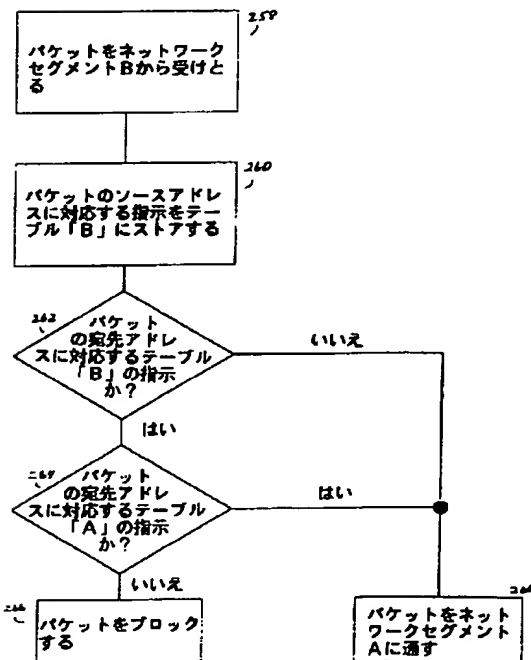 258
パケットをネットワーク
セグメントBから受けと
る
260
パケットのソースアドレ
スに対応する指示をテー
ブル「B」にストアする
262
パケット
の宛先アドレ
スに対応するテーブル
「B」の指示
か?
いいえ
はい
264
パケット
の宛先アドレ
スに対応するテーブル
「A」の指示
か?
はい
いいえ
パケットをブロック
する
パケットをネット
ワークセグメント
Aに通す